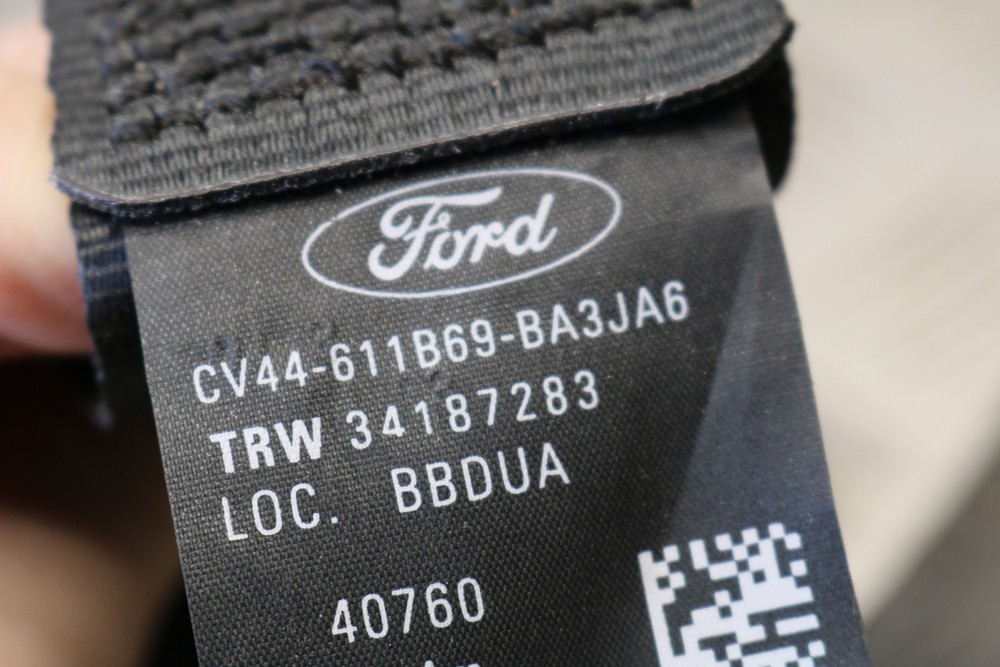 Ford
CV44-611B69-BA3JA6
TRW 34187283
LOC. BBDUA
40760